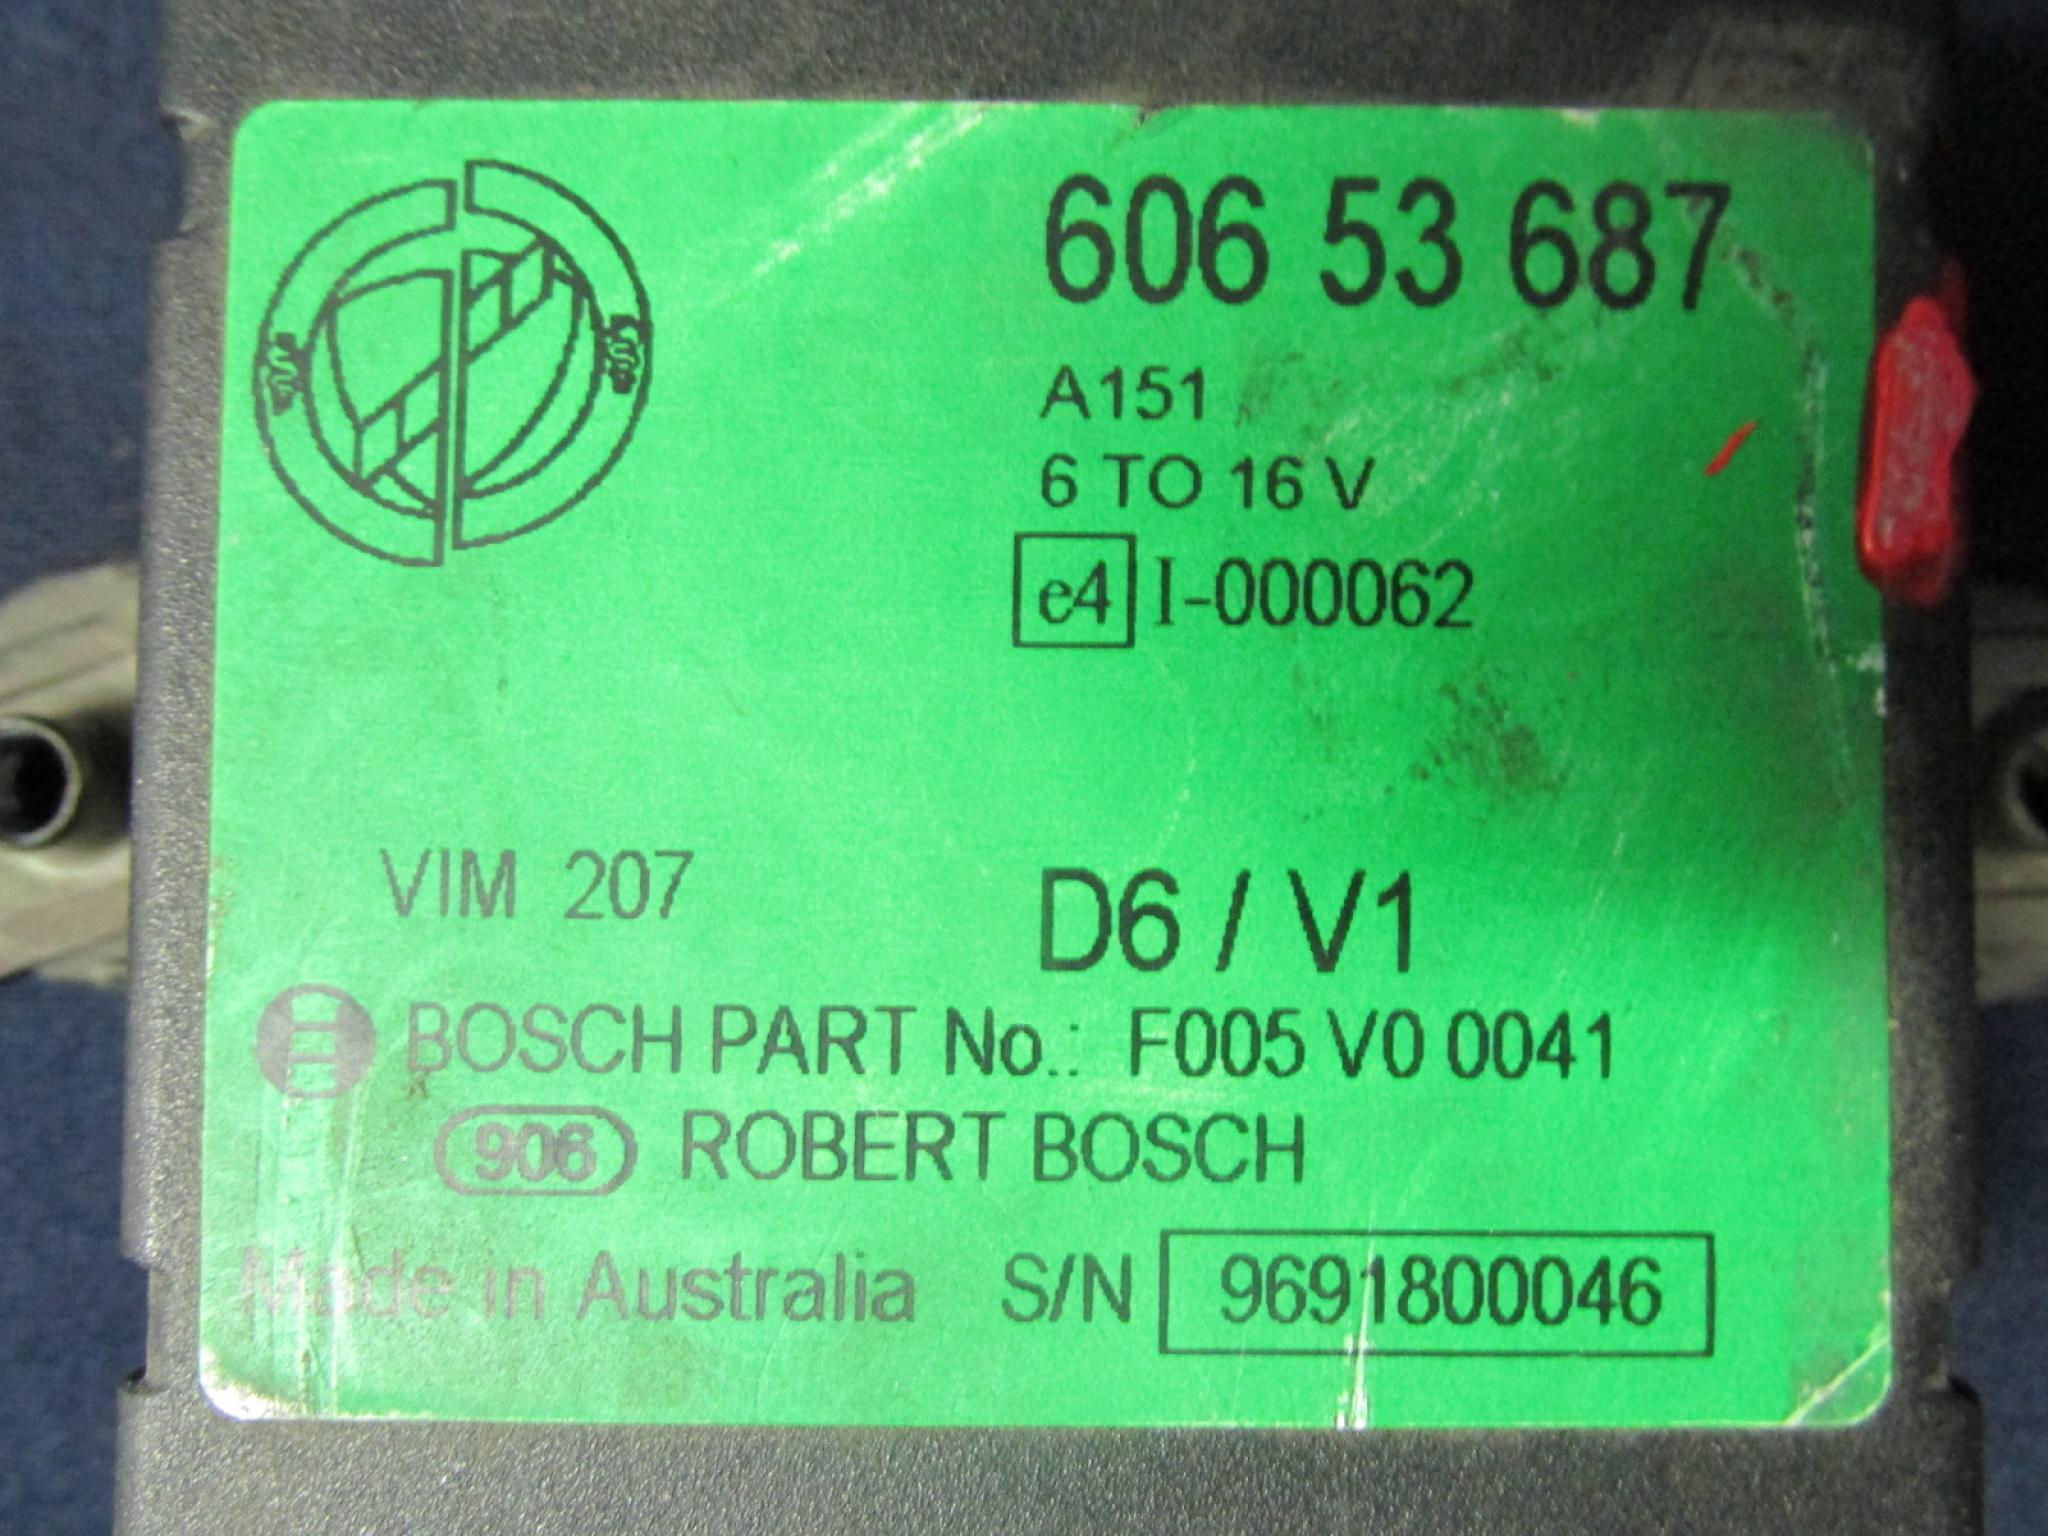 606 53 687
A151
6 TO 16 V
e4 I-000062
VIM 207
D6 / V1
BOSCH PART No.: F005 V0 0041
906 ROBERT BOSCH
Made in Australia S/N 9691800046